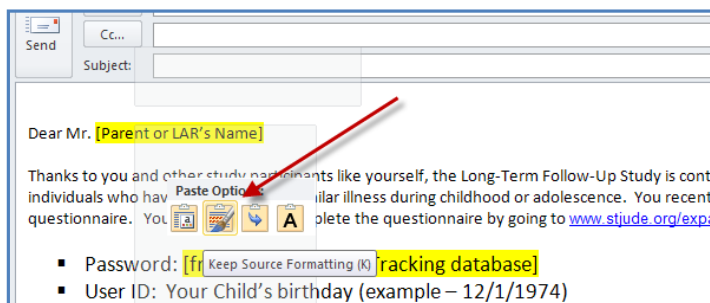 Send
Cc...
Subject:
Dear Mr. [Parent or LAR's Name]
Thanks to you and other study participants like yourself, the Long-Term Follow-Up Study is cont
individuals who hav ilar illness during childhood or adolescence. You recent
Paste Options:
questionnaire. You plete the questionnaire by going to www.stjude.org/expa
A
▪ Password: [fr Tracking database]
Keep Source Formatting (K)
▪ User ID: Your Child's birthday (example – 12/1/1974)